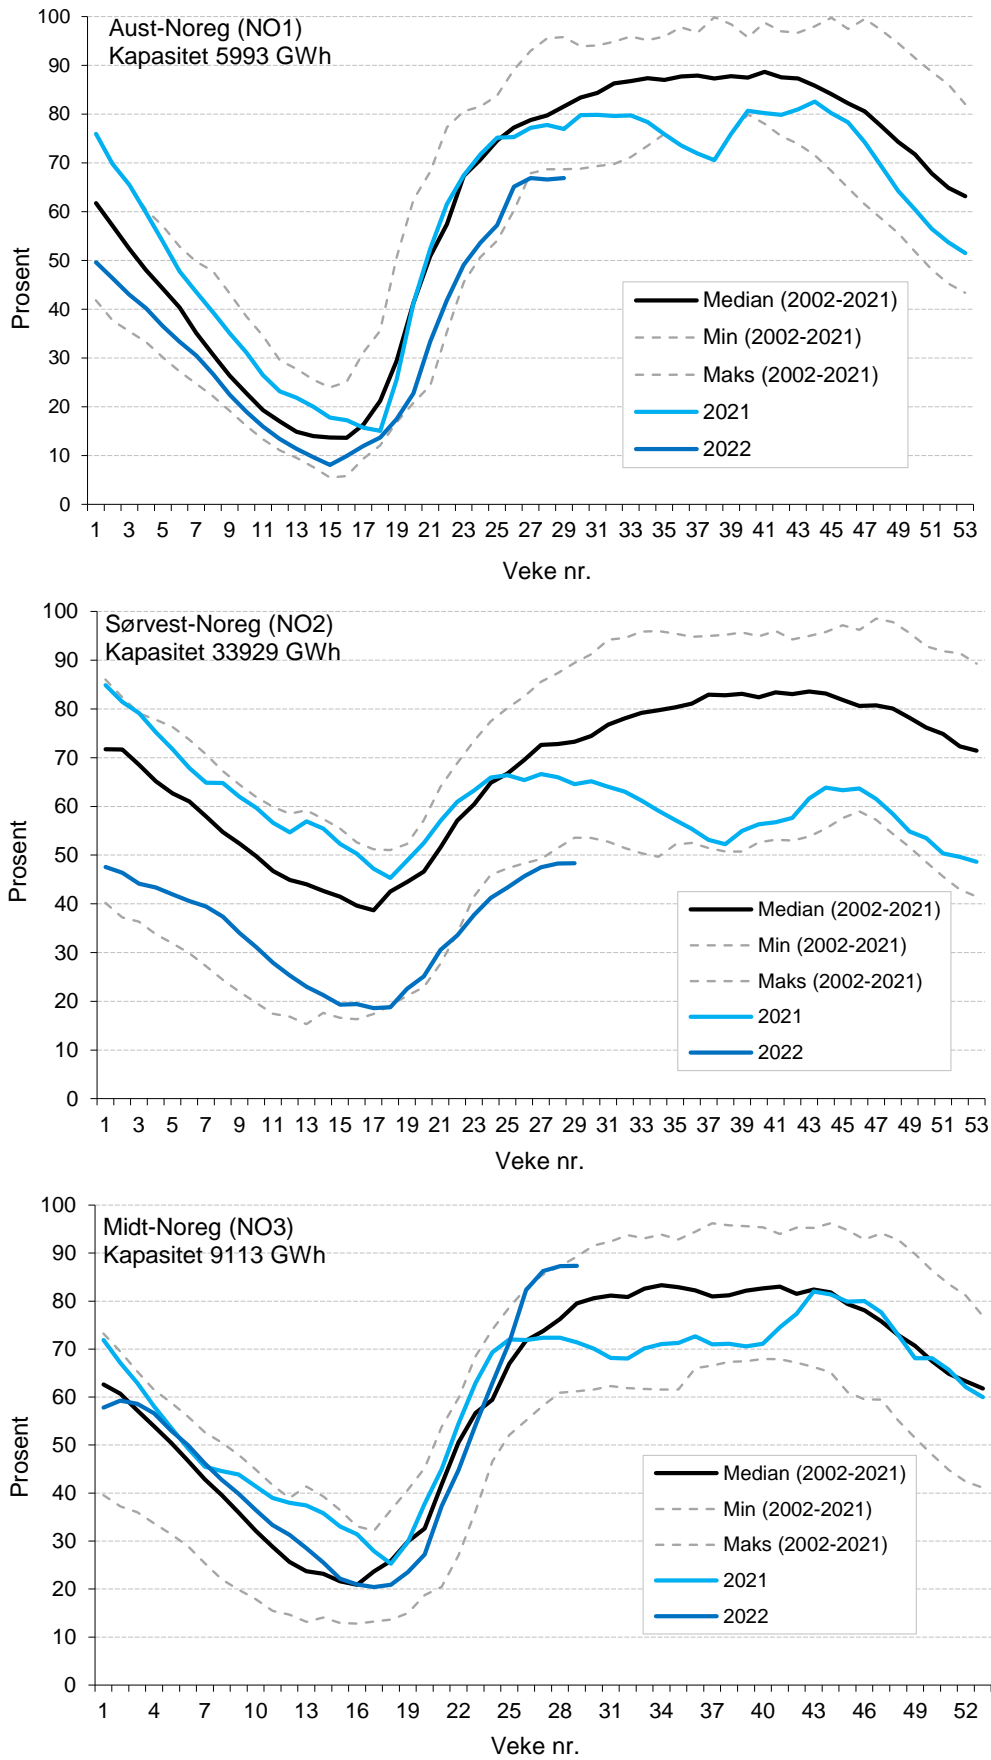 Aust-Noreg (NO1)
Kapasitet 5993 GWh
100
90
80
70
60
50
40
30
20
10
0
Prosent
Median (2002-2021)
Min (2002-2021)
Maks (2002-2021)
2021
2022
1 3 5 7 9 11 13 15 17 19 21 23 25 27 29 31 33 35 37 39 41 43 45 47 49 51 53
Veke nr.
Sørvest-Noreg (NO2)
Kapasitet 33929 GWh
100
90
80
70
60
50
40
30
20
10
0
Prosent
Median (2002-2021)
Min (2002-2021)
Maks (2002-2021)
2021
2022
1 3 5 7 9 11 13 15 17 19 21 23 25 27 29 31 33 35 37 39 41 43 45 47 49 51 53
Veke nr.
Midt-Noreg (NO3)
Kapasitet 9113 GWh
100
90
80
70
60
50
40
30
20
10
0
Prosent
Median (2002-2021)
Min (2002-2021)
Maks (2002-2021)
2021
2022
1 4 7 10 13 16 19 22 25 28 31 34 37 40 43 46 49 52
Veke nr.